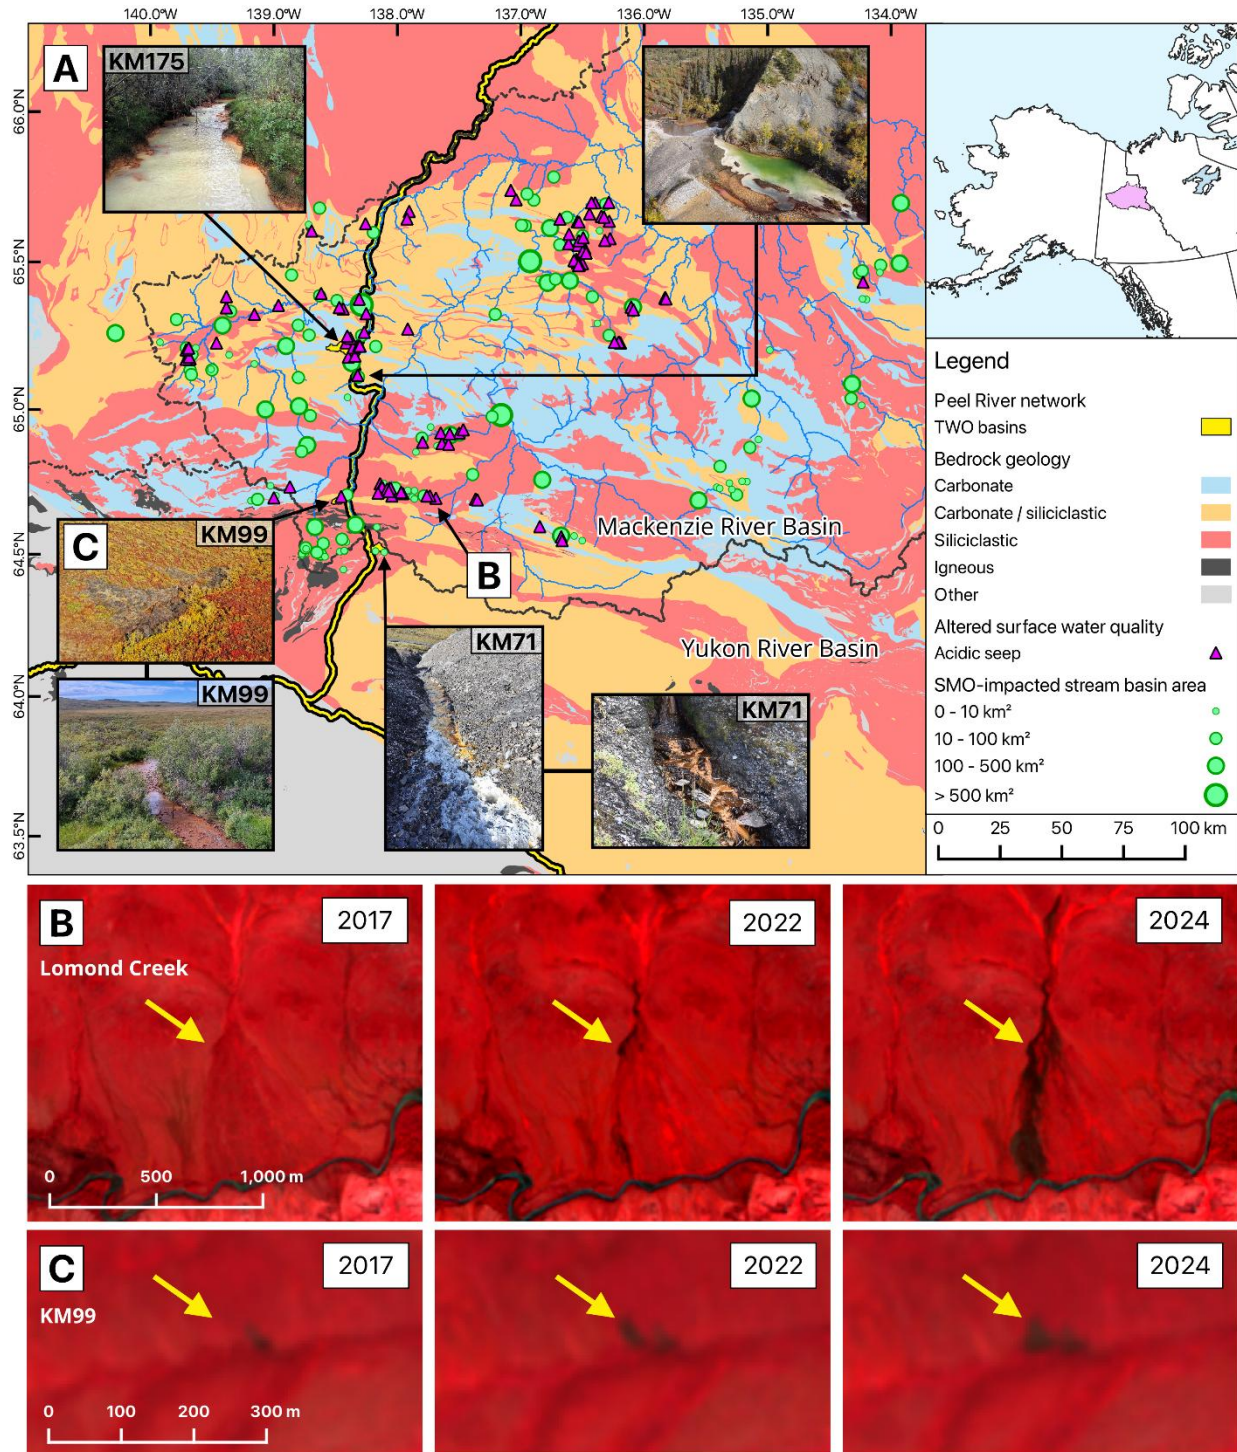 140.0°W 139.0°W 138.0°W 137.0°W 136.0°W 135.0°W 134.0°W
A
KM175
66.0°N
65.5°N
65.0°N
64.5°N
64.0°N
63.5°N
Mackenzie River Basin
Yukon River Basin
B
C
KM99
KM99
KM71
KM71
Legend
Peel River network
TWO basins
Bedrock geology
Carbonate
Carbonate / siliciclastic
Siliciclastic
Igneous
Other
Altered surface water quality
Acidic seep
SMO-impacted stream basin area
0 - 10 km²
10 - 100 km²
100 - 500 km²
> 500 km²
0 25 50 75 100 km
B
Lomond Creek
2017
0 500 1,000 m
2022
2024
C
KM99
2017
0 100 200 300 m
2022
2024